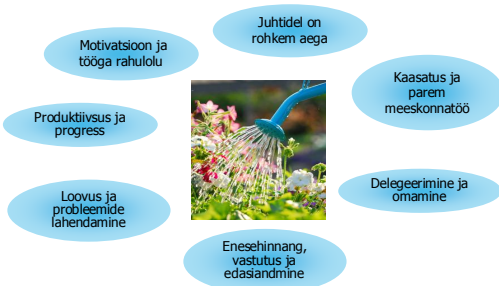 Juhtidel on
rohkem aega
Motivatsioon ja
tööga rahulolu
Kaasatus ja
parem
meeskonnatöö
Produktiivsus ja
progress
Delegeerimine ja
omamine
Loovus ja
probleemide
lahendamine
Enesehinnang,
vastutus ja
edasiandmine